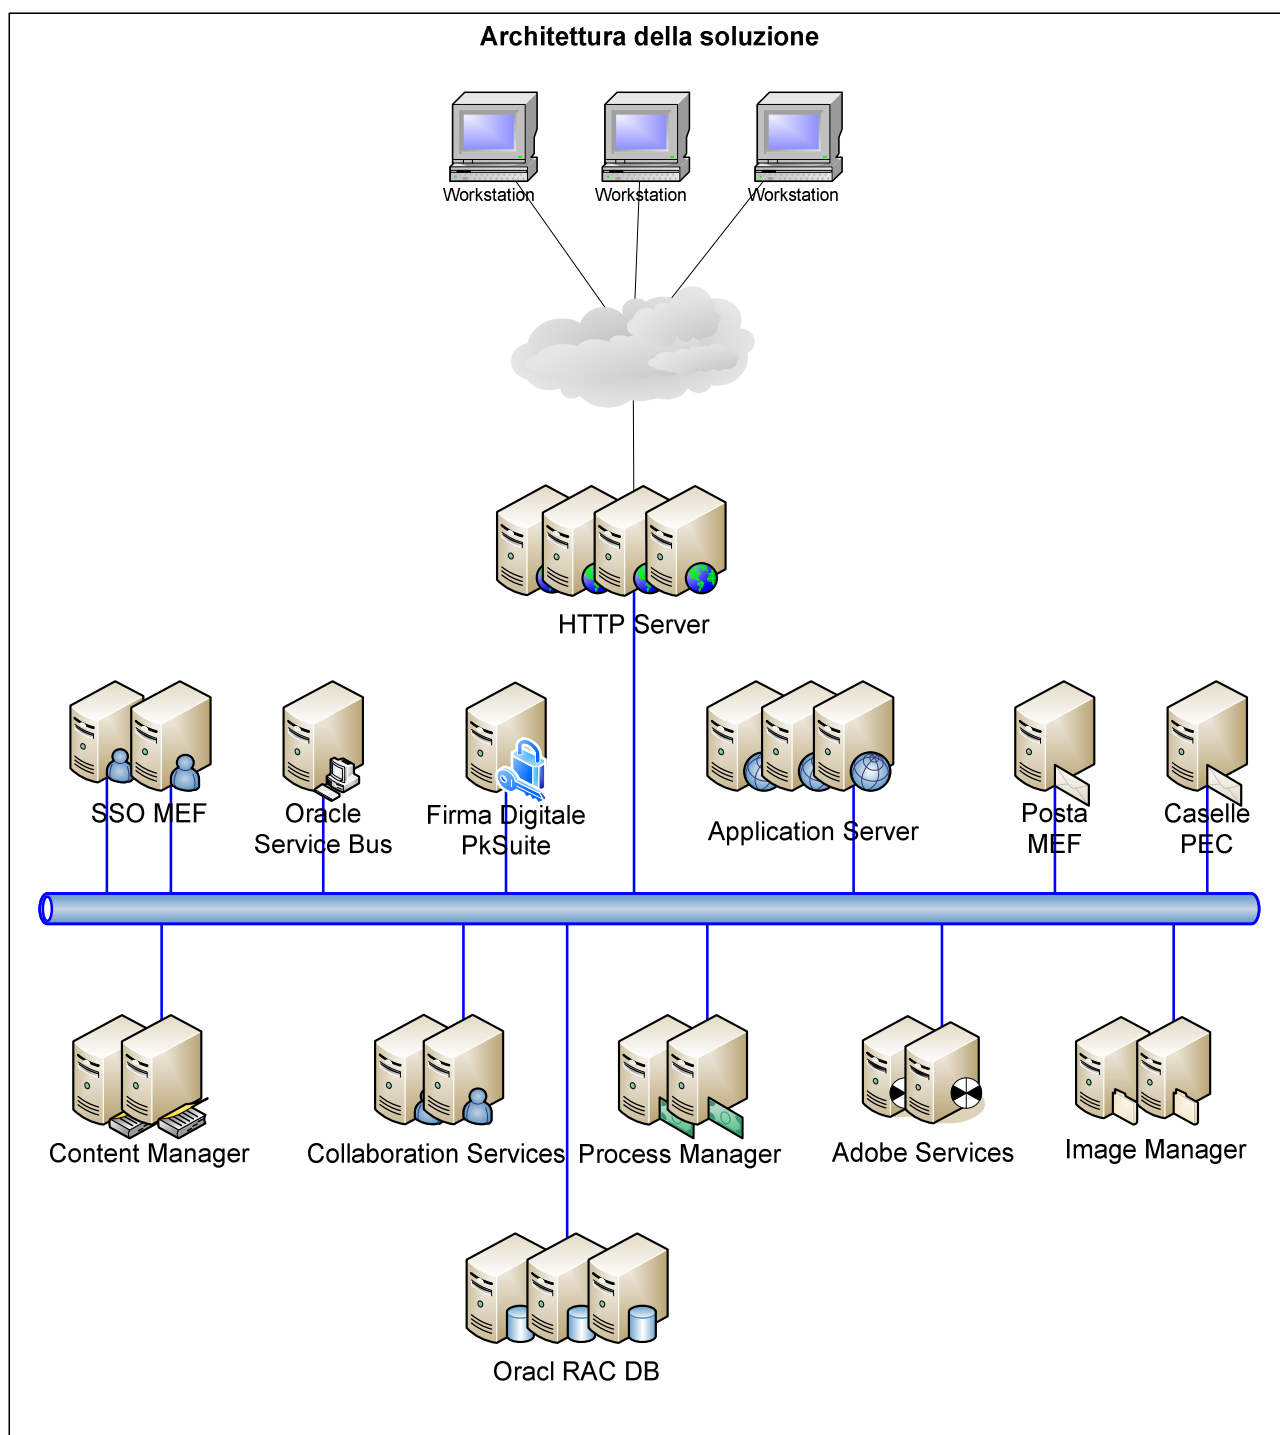 Architettura della soluzione
Workstation
Workstation
Workstation
HTTP Server
SSO MEF
Oracle
Service Bus
Firma Digitale
PkSuite
Application Server
Posta
MEF
Caselle
PEC
Content Manager
Collaboration Services
Process Manager
Adobe Services
Image Manager
Oracl RAC DB